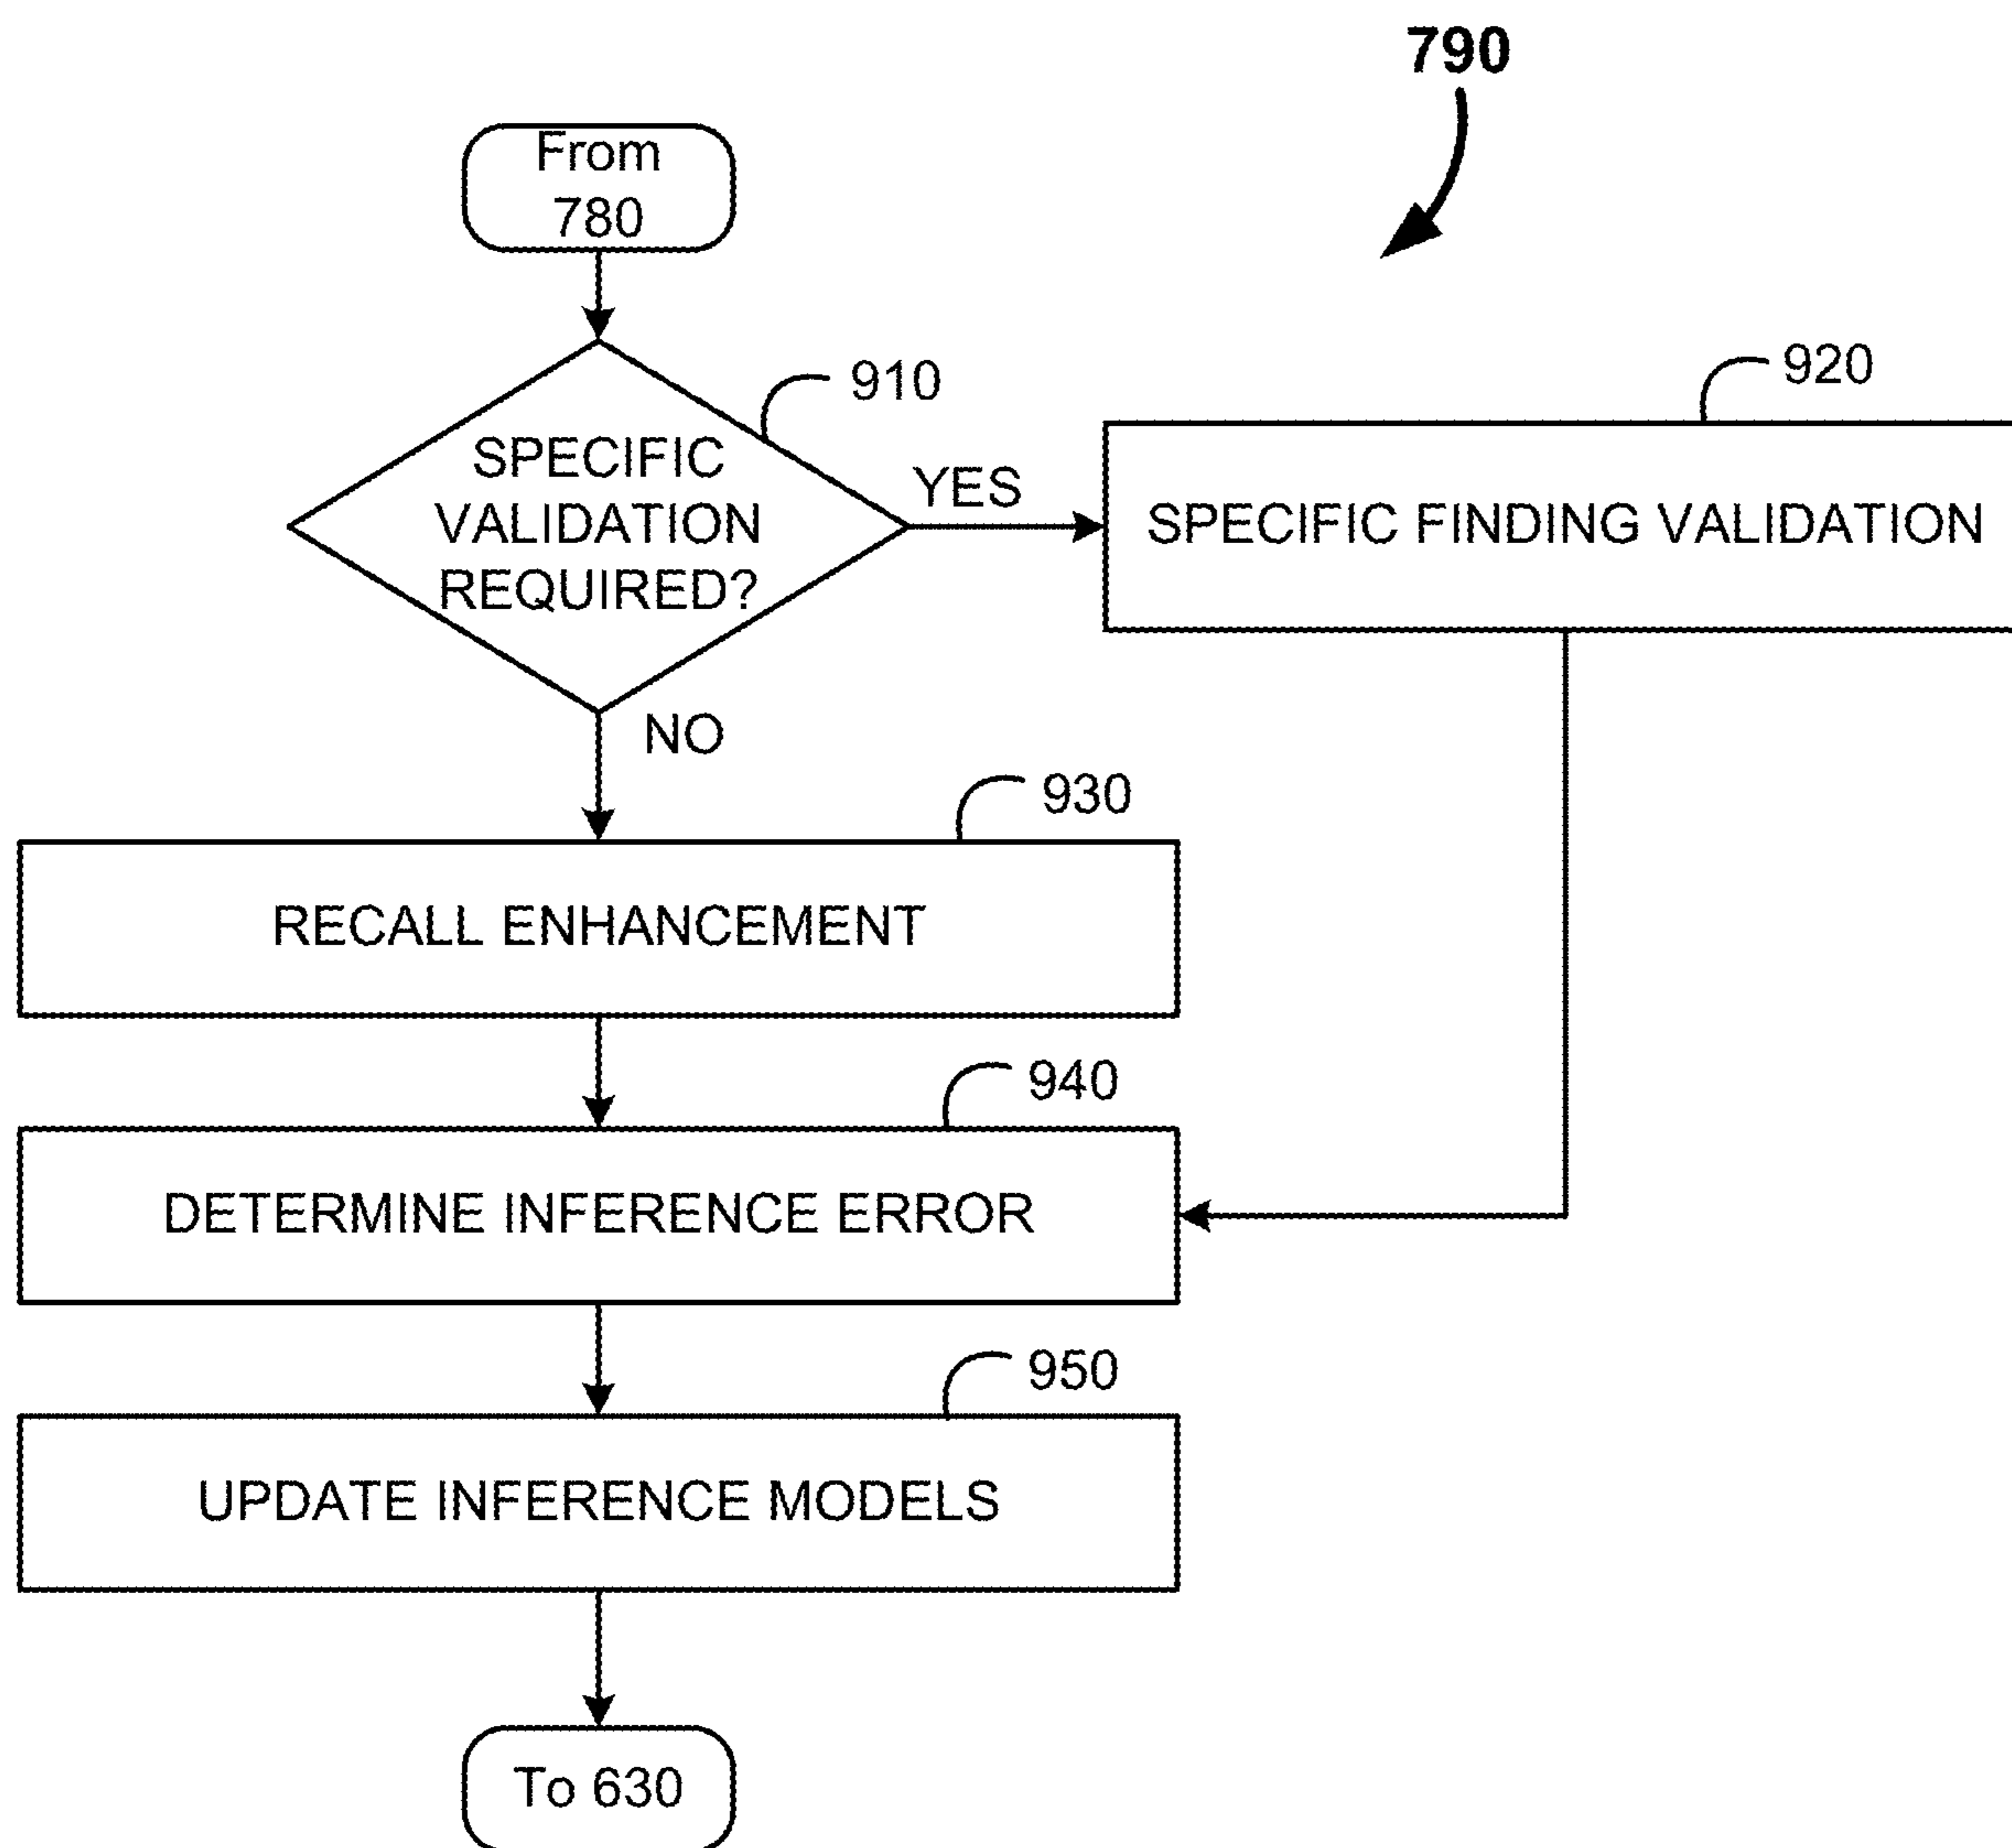 790
From
780
910
SPECIFIC
VALIDATION
REQUIRED?
YES
920
SPECIFIC FINDING VALIDATION
NO
930
RECALL ENHANCEMENT
940
DETERMINE INFERENCE ERROR
950
UPDATE INFERENCE MODELS
To 630